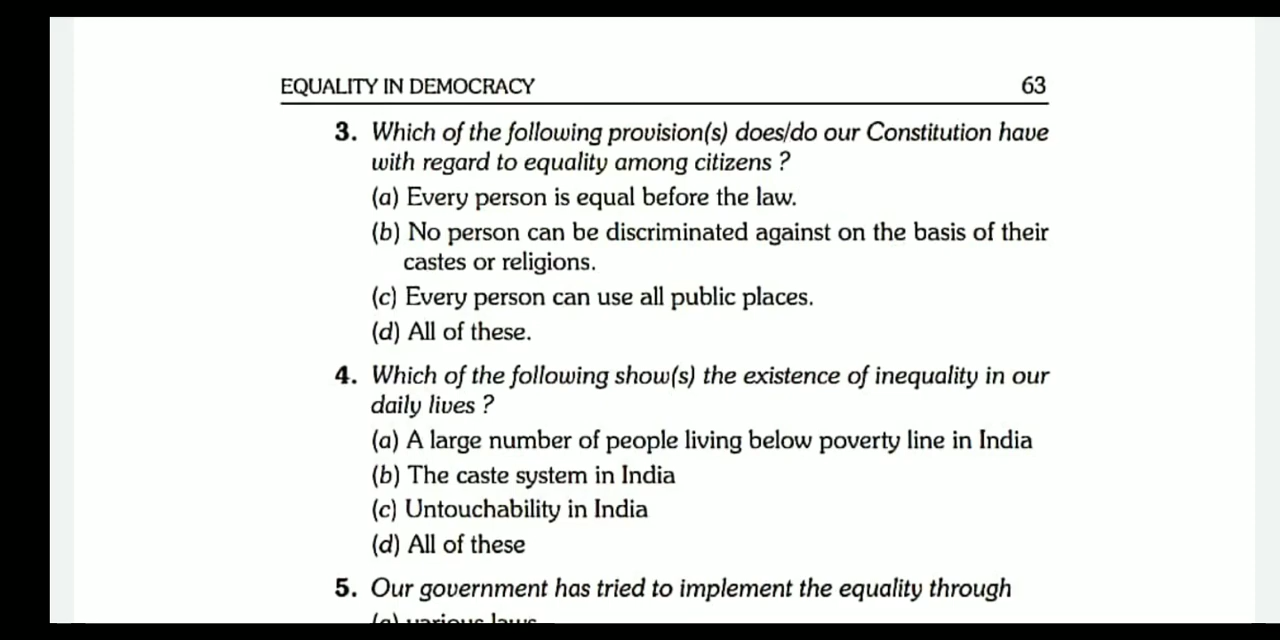 EQUALITY IN DEMOCRACY 63
3. Which of the following provision(s) does/do our Constitution have
with regard to equality among citizens ?
(a) Every person is equal before the law.
(b) No person can be discriminated against on the basis of their
castes or religions.
(c) Every person can use all public places.
(d) All of these.
4. Which of the following show(s) the existence of inequality in our
daily lives ?
(a) A large number of people living below poverty line in India
(b) The caste system in India
(c) Untouchability in India
(d) All of these
5. Our government has tried to implement the equality through
(a) various laws